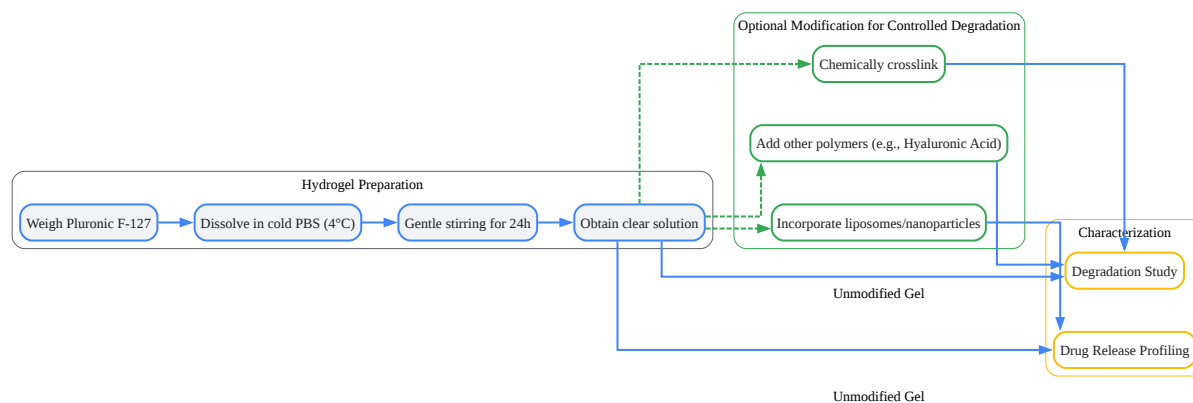 Optional Modification for Controlled Degradation
Chemically crosslink
Add other polymers (e.g., Hyaluronic Acid)
Incorporate liposomes/nanoparticles
Hydrogel Preparation
Weigh Pluronic F-127
Dissolve in cold PBS (4°C)
Gentle stirring for 24h
Obtain clear solution
Characterization
Degradation Study
Drug Release Profiling
Unmodified Gel
Unmodified Gel